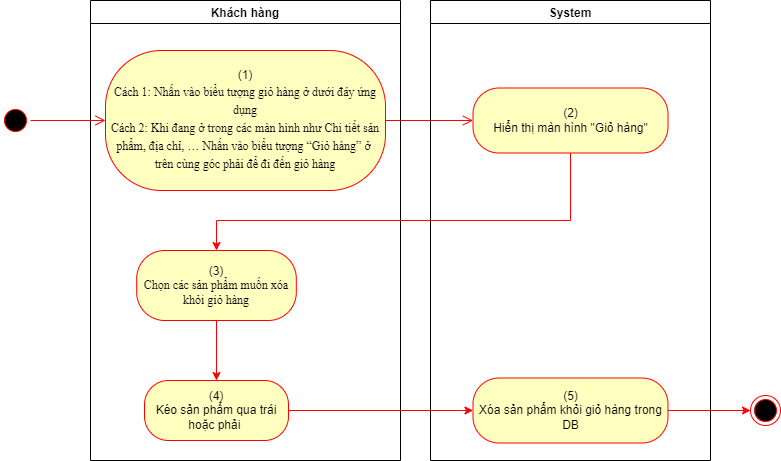 Khách hàng
System
(1)
Cách 1: Nhấn vào biểu tượng giỏ hàng ở dưới đáy ứng
dụng
Cách 2: Khi đang ở trong các màn hình như Chi tiết sản
phẩm, địa chỉ, … Nhấn vào biểu tượng “Giỏ hàng” ở
trên cùng góc phải để đi đến giỏ hàng
(2)
Hiển thị màn hình "Giỏ hàng"
(3)
Chọn các sản phẩm muốn xóa
khỏi giỏ hàng
(4)
Kéo sản phẩm qua trái
hoặc phải
(5)
Xóa sản phẩm khỏi giỏ hàng trong
DB